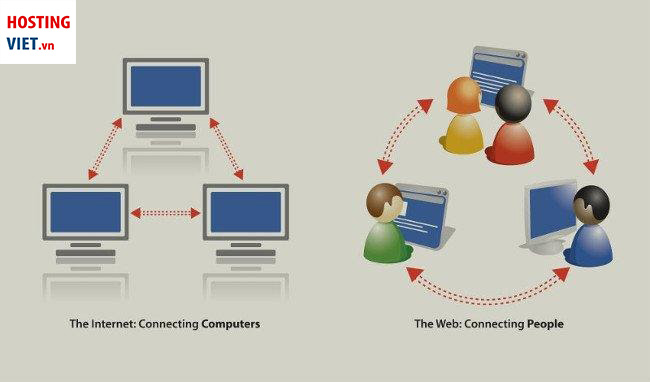 HOSTING
VIET.vn
The Internet: Connecting Computers
The Web: Connecting People